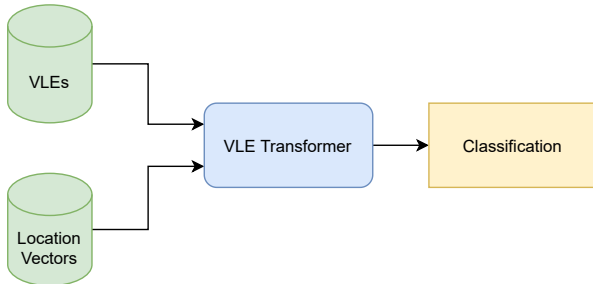 VLEs
VLE Transformer
Classification
Location
Vectors